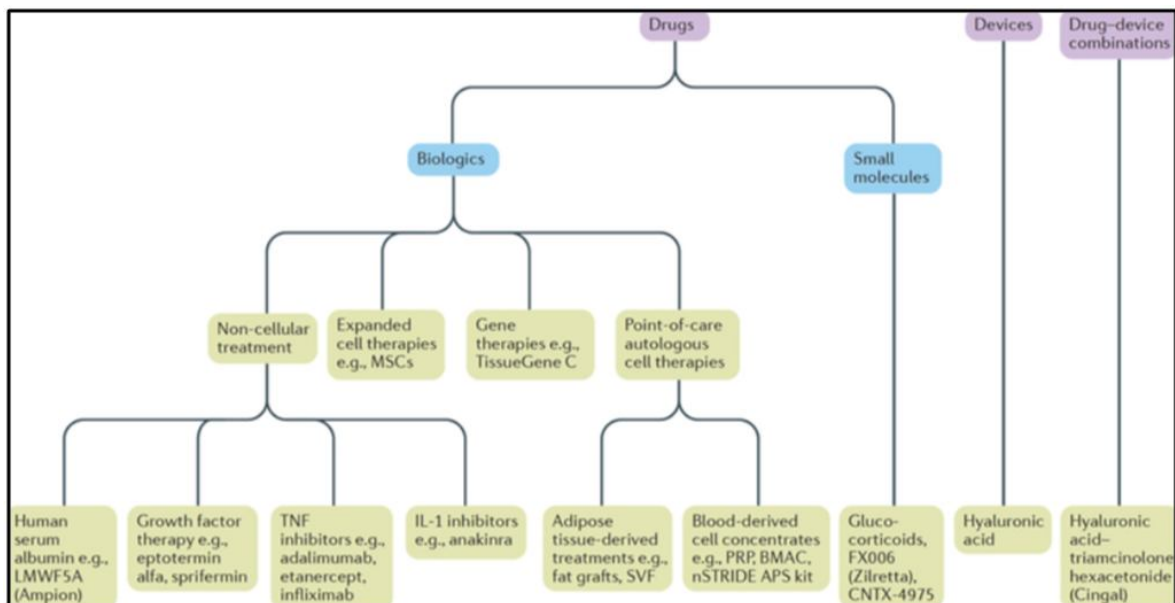 Drugs
Devices
Drug–device
combinations
Biologics
Small
molecules
Non-cellular
treatment
Expanded
cell therapies
e.g., MSCs
Gene
therapies e.g.,
TissueGene C
Point-of-care
autologous
cell therapies
Human
serum
albumin e.g.,
LMWF5A
(Ampion)
Growth factor
therapy e.g.,
eptotermin
alfa, sprifermin
TNF
inhibitors e.g.,
adalimumab,
etanercept,
infliximab
IL-1 inhibitors
e.g., anakinra
Adipose
tissue-derived
treatments e.g.,
fat grafts, SVF
Blood-derived
cell concentrates
e.g., PRP, BMAC,
nSTRIDE APS kit
Gluco-
corticoids,
FX006
(Zilretta),
CNTX-4975
Hyaluronic
acid
Hyaluronic
acid–
triamcinolone
hexacetonide
(Cingal)